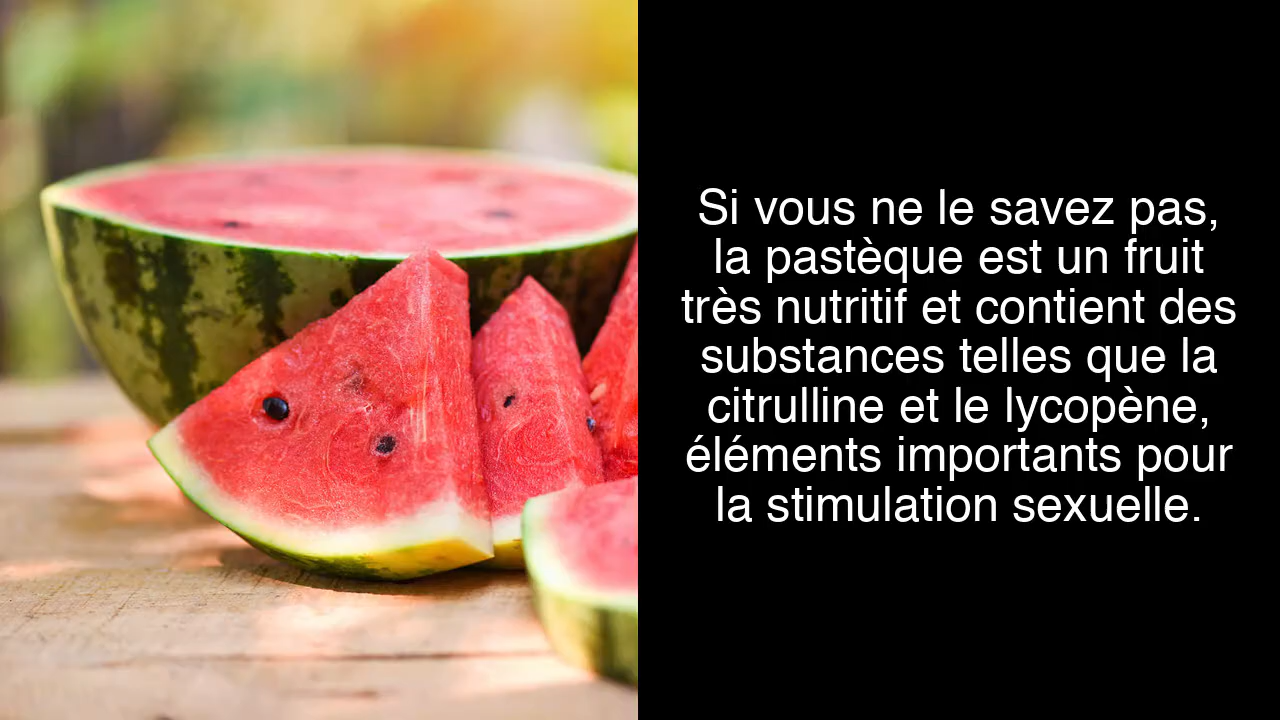 Si vous ne le savez pas,
la pastèque est un fruit
très nutritif et contient des
substances telles que la
citrulline et le lycopène,
éléments importants pour
la stimulation sexuelle.